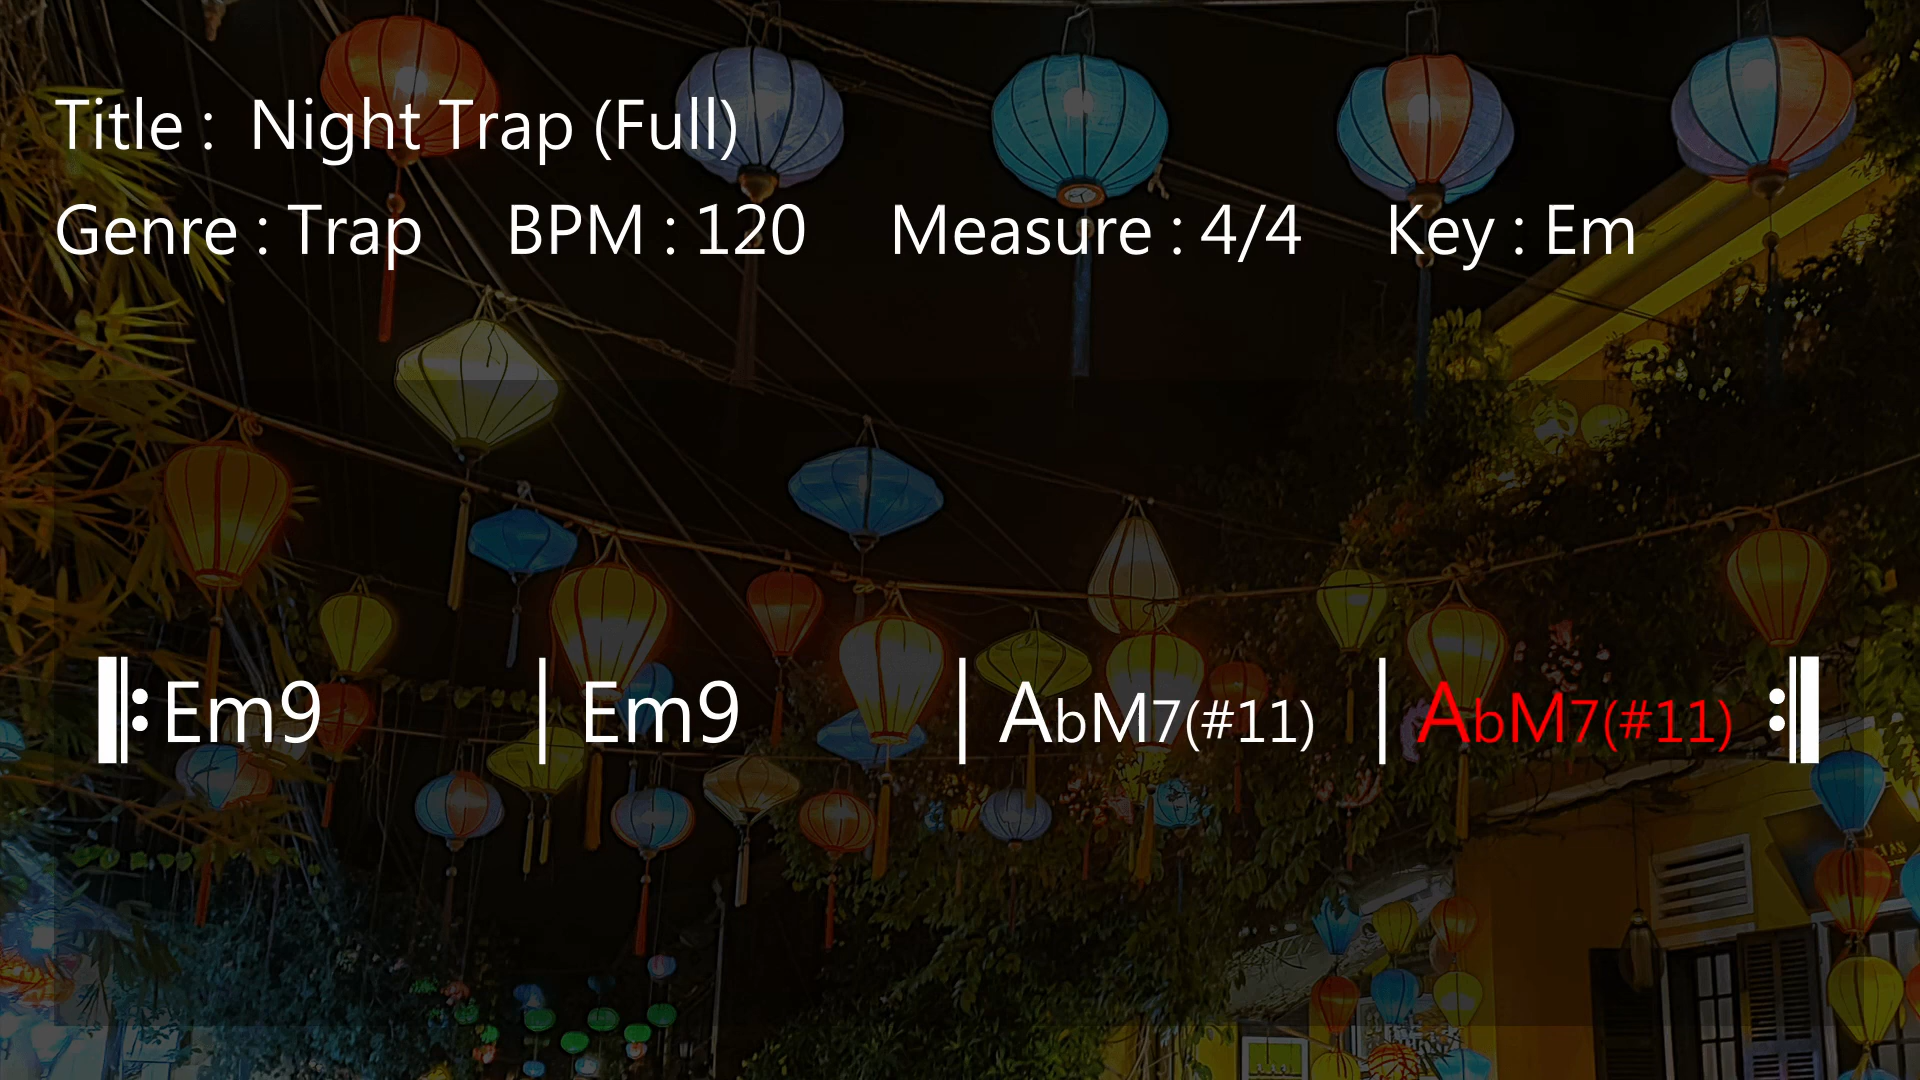 Title : Night Trap (Full)
Genre : Trap BPM : 120 Measure : 4/4 Key : Em
Em9 Em9 AbM7(#11) AbM7(#11)